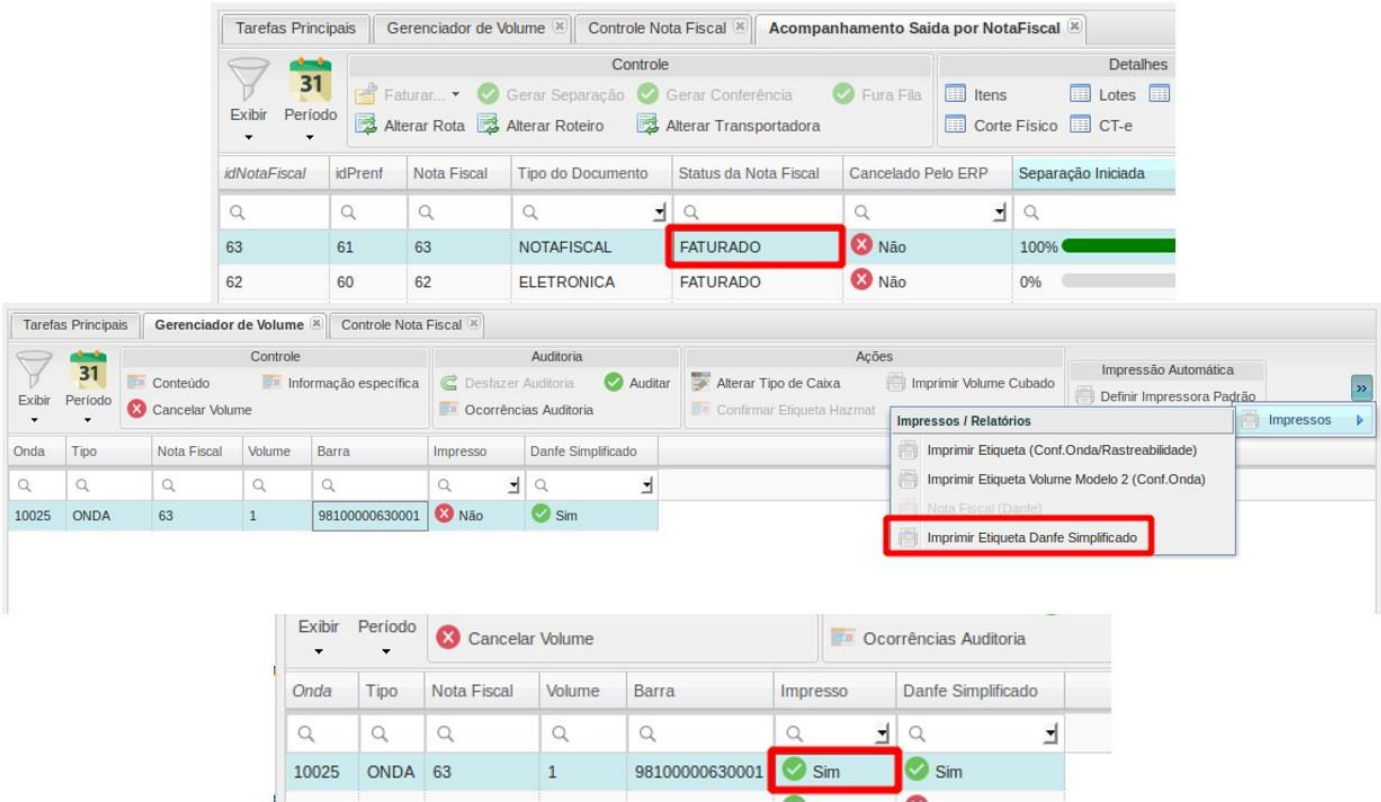 Tarefas Principais Gerenciador de Volume Controle Nota Fiscal Acompanhamento Saida por NotaFiscal
Controle Detalhes
31
Faturar... Gerar Separação Gerar Conferência Fura Fila Itens Lotes
Exibir Período
Alterar Rota Alterar Roteiro Alterar Transportadora Corte Físico CT-e
idNotaFiscal idPrenf Nota Fiscal Tipo do Documento Status da Nota Fiscal Cancelado Pelo ERP Separação Iniciada
63 61 63 NOTAFISCAL FATURADO Não 100%
62 60 62 ELETRONICA FATURADO Não 0%
Tarefas Principais Gerenciador de Volume Controle Nota Fiscal
Controle Auditoria Ações Impressão Automática
31
Conteúdo Informação específica Desfazer Auditoria Auditar Alterar Tipo de Caixa Imprimir Volume Cubado Definir Impressora Padrão
Exibir Período
Cancelar Volume Ocorrências Auditoria Confirmar Etiqueta Hazmat
Impressos / Relatórios Impressos
Imprimir Etiqueta (Conf.Onda/Rastreabilidade)
Imprimir Etiqueta Volume Modelo 2 (Conf.Onda)
Nota Fiscal (Danfe)
Imprimir Etiqueta Danfe Simplificado
Onda Tipo Nota Fiscal Volume Barra Impresso Danfe Simplificado
10025 ONDA 63 1 98100000630001 Não Sim
Exibir Período Cancelar Volume Ocorrências Auditoria
Onda Tipo Nota Fiscal Volume Barra Impresso Danfe Simplificado
10025 ONDA 63 1 98100000630001 Sim Sim